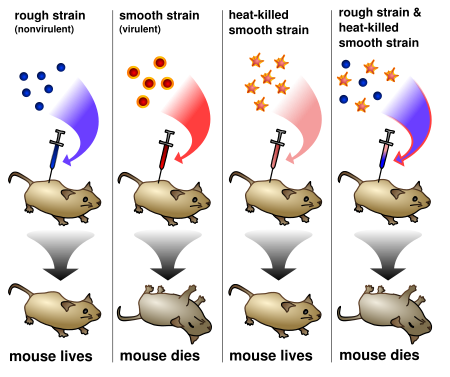 rough strain
(nonvirulent)
smooth strain
(virulent)
heat-killed
smooth strain
rough strain &
heat-killed
smooth strain
mouse lives
mouse dies
mouse lives
mouse dies